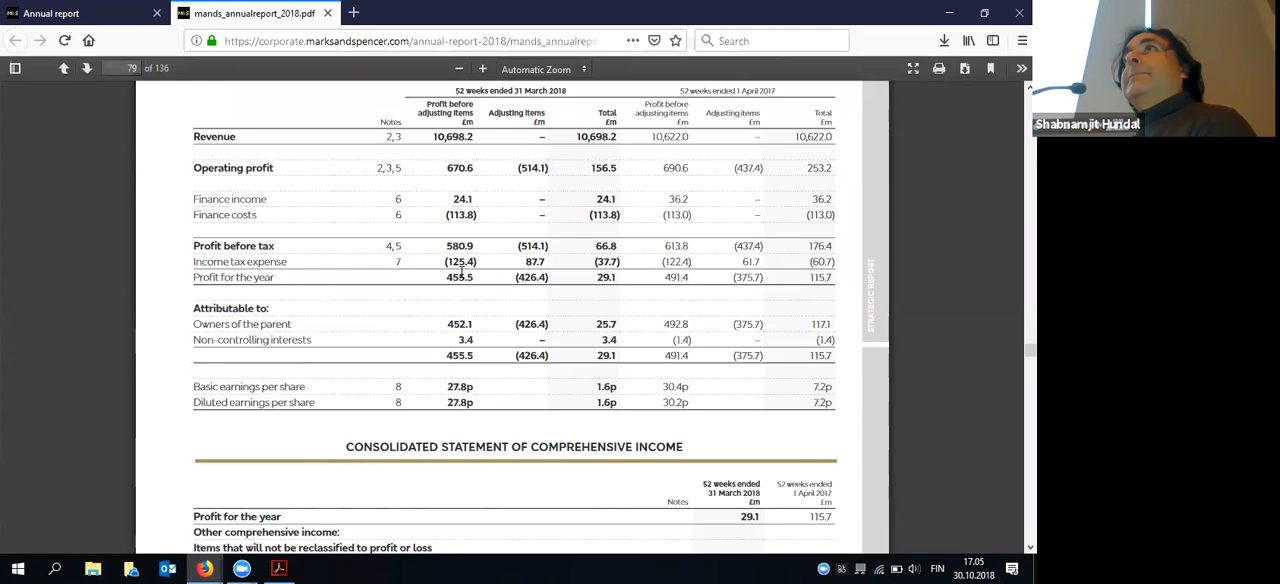 M&S Annual report
M&S mands_annualreport_2018.pdf
https://corporate.marksandspencer.com/annual-report-2018/mands_annualrepo
Search
79 of 136
Automatic Zoom
Shabnamjit Hundal
52 weeks ended 31 March 2018 52 weeks ended 1 April 2017
Notes Profit before adjusting items £m Adjusting items £m Total £m Profit before adjusting items £m Adjusting items £m Total £m
Revenue 2, 3 10,698.2 – 10,698.2 10,622.0 – 10,622.0
Operating profit 2, 3, 5 670.6 (514.1) 156.5 690.6 (437.4) 253.2
Finance income 6 24.1 – 24.1 36.2 – 36.2
Finance costs 6 (113.8) – (113.8) (113.0) – (113.0)
Profit before tax 4, 5 580.9 (514.1) 66.8 613.8 (437.4) 176.4
Income tax expense 7 (125.4) 87.7 (37.7) (122.4) 61.7 (60.7)
Profit for the year 455.5 (426.4) 29.1 491.4 (375.7) 115.7
Attributable to:
Owners of the parent 452.1 (426.4) 25.7 492.8 (375.7) 117.1
Non-controlling interests 3.4 – 3.4 (1.4) – (1.4)
455.5 (426.4) 29.1 491.4 (375.7) 115.7
Basic earnings per share 8 27.8p 1.6p 30.4p 7.2p
Diluted earnings per share 8 27.8p 1.6p 30.2p 7.2p
STRATEGIC REPORT
CONSOLIDATED STATEMENT OF COMPREHENSIVE INCOME
Notes 52 weeks ended 31 March 2018 £m 52 weeks ended 1 April 2017 £m
Profit for the year 29.1 115.7
Other comprehensive income:
Items that will not be reclassified to profit or loss
FIN
17.05
30.10.2018